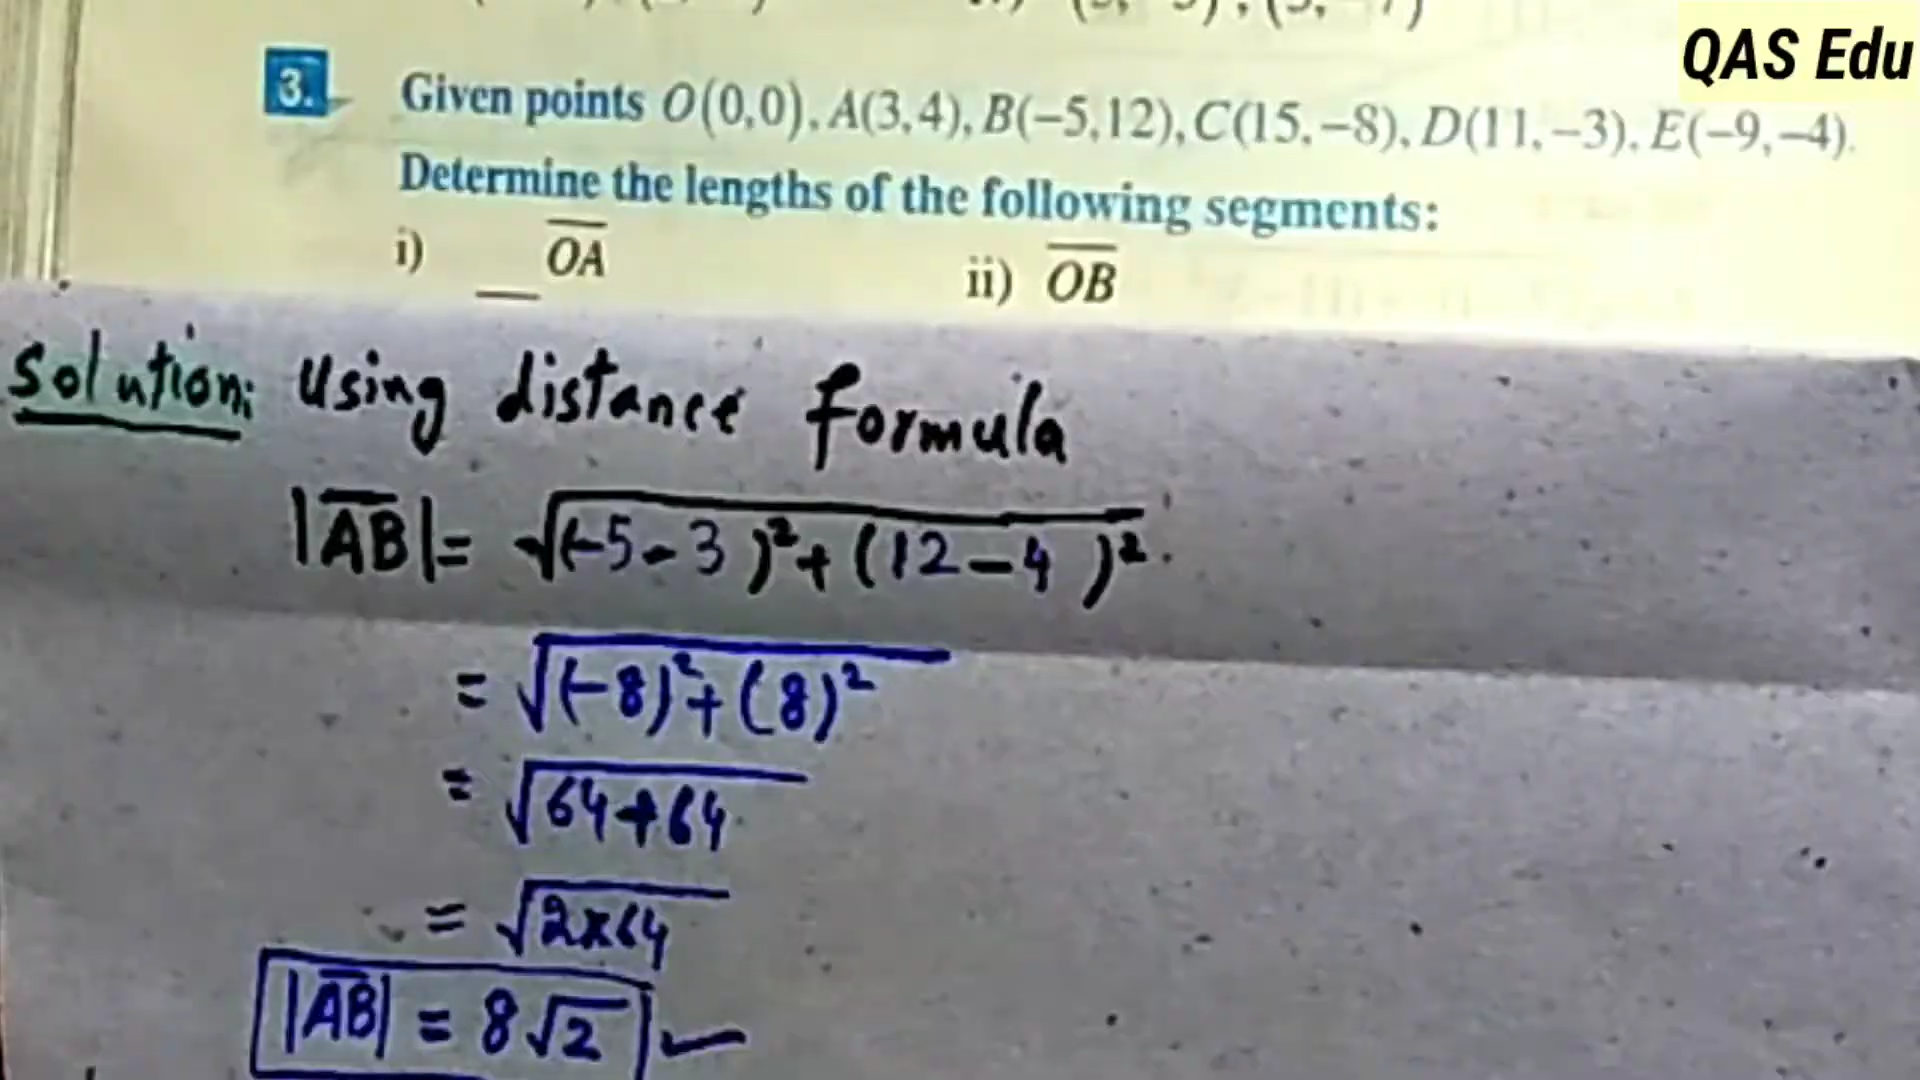 QAS Edu
3. Given points O(0,0), A(3,4), B(−5,12), C(15,−8), D(11,−3), E(−9,−4).
Determine the lengths of the following segments:
i) OA ii) OB
Solution: Using distance formula
|AB| = √(-5-3)²+(12-4)²
= √(-8)²+(8)²
= √64+64
= √2×64
|AB| = 8√2